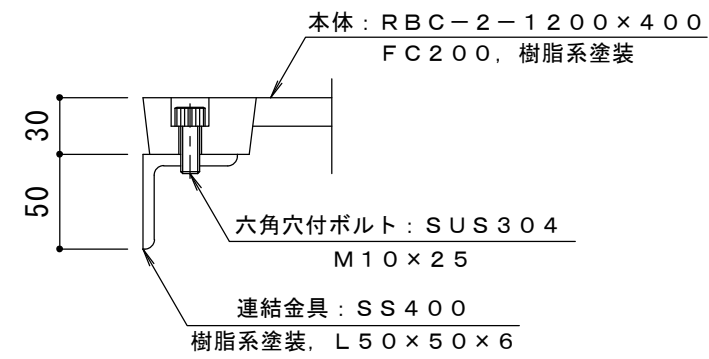 本体：ＲＢＣ－２－１２００×４００
ＦＣ２００，樹脂系塗装
30
50
六角穴付ボルト：ＳＵＳ３０４
Ｍ１０×２５
連結金具：ＳＳ４００
樹脂系塗装，Ｌ５０×５０×６